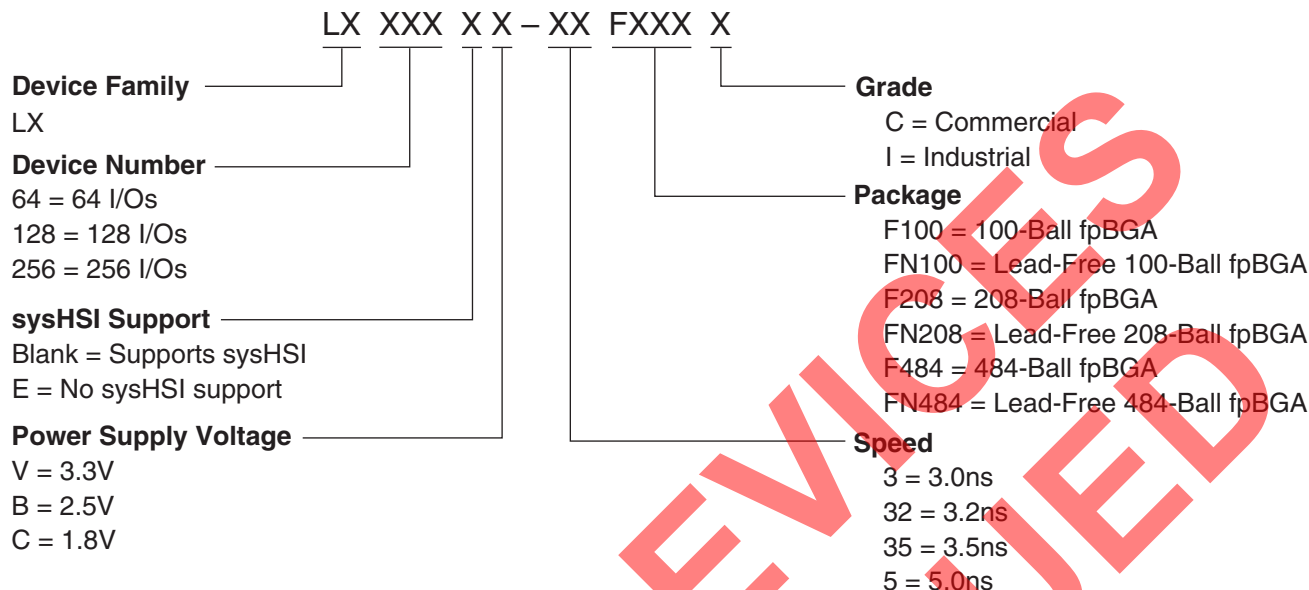 LX XXX X X – XX FXXX X
Device Family
LX
Device Number
64 = 64 I/Os
128 = 128 I/Os
256 = 256 I/Os
sysHSI Support
Blank = Supports sysHSI
E = No sysHSI support
Power Supply Voltage
V = 3.3V
B = 2.5V
C = 1.8V
Grade
C = Commercial
I = Industrial
Package
F100 = 100-Ball fpBGA
FN100 = Lead-Free 100-Ball fpBGA
F208 = 208-Ball fpBGA
FN208 = Lead-Free 208-Ball fpBGA
F484 = 484-Ball fpBGA
FN484 = Lead-Free 484-Ball fpBGA
Speed
3 = 3.0ns
32 = 3.2ns
35 = 3.5ns
5 = 5.0ns
EVICES
UED